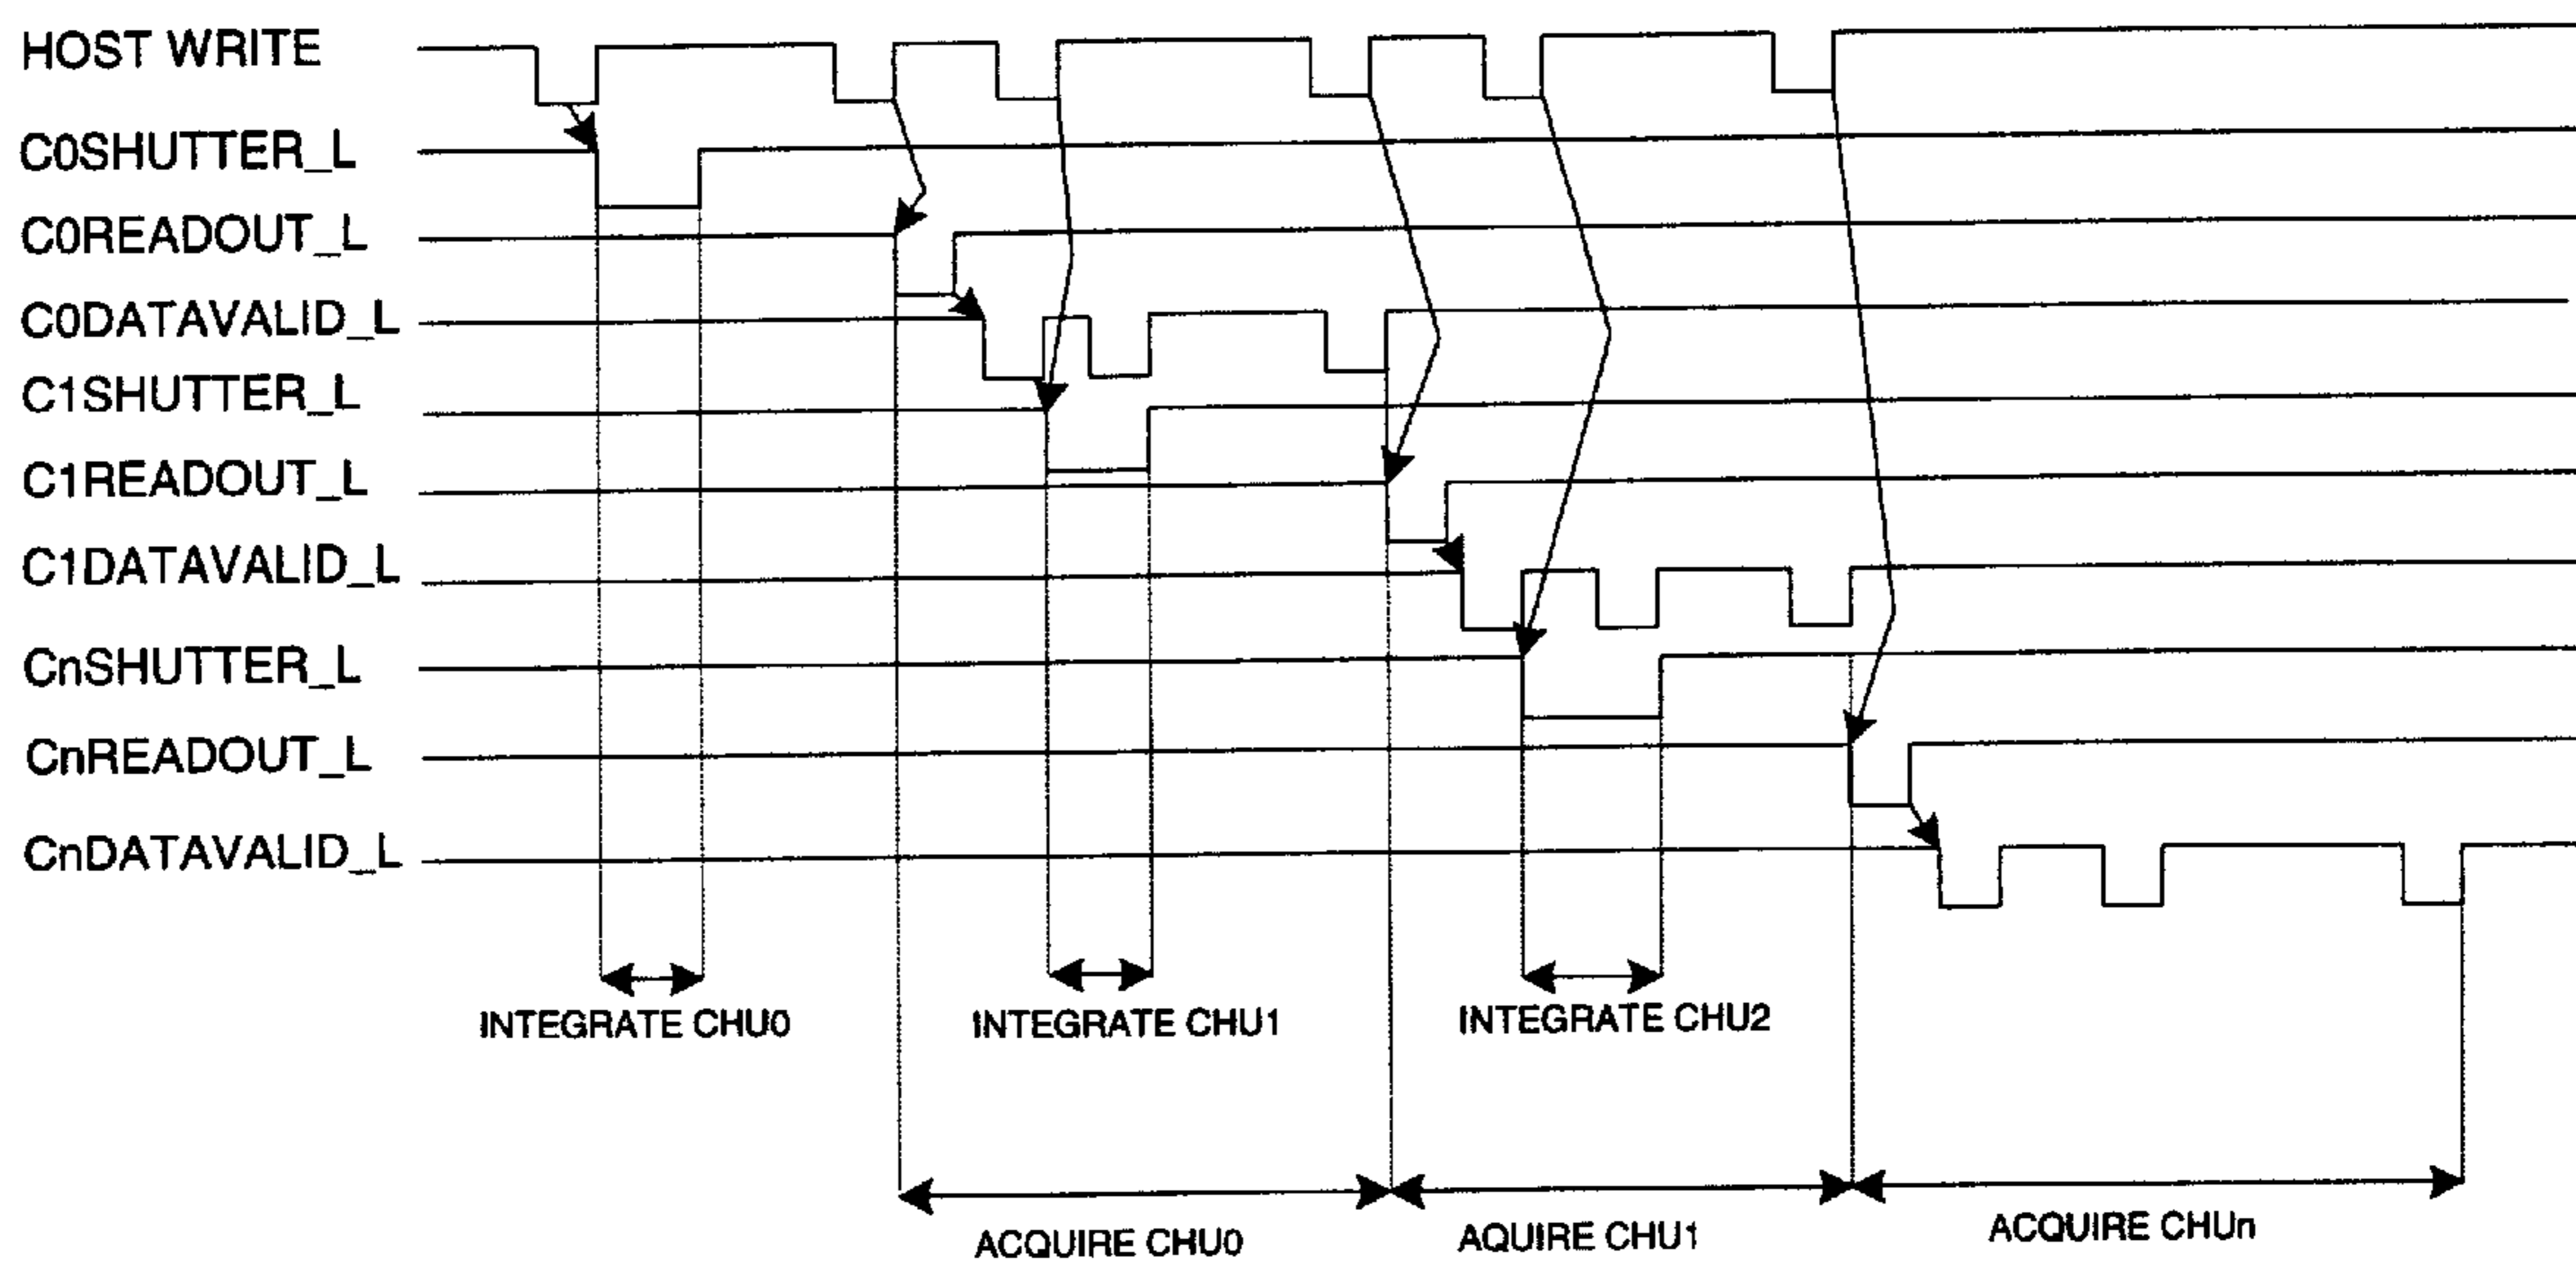 HOST WRITE
C0SHUTTER_L
C0READOUT_L
C0DATAVALID_L
C1SHUTTER_L
C1READOUT_L
C1DATAVALID_L
CnSHUTTER_L
CnREADOUT_L
CnDATAVALID_L
INTEGRATE CHU0
INTEGRATE CHU1
INTEGRATE CHU2
ACQUIRE CHU0
AQUIRE CHU1
ACQUIRE CHUn